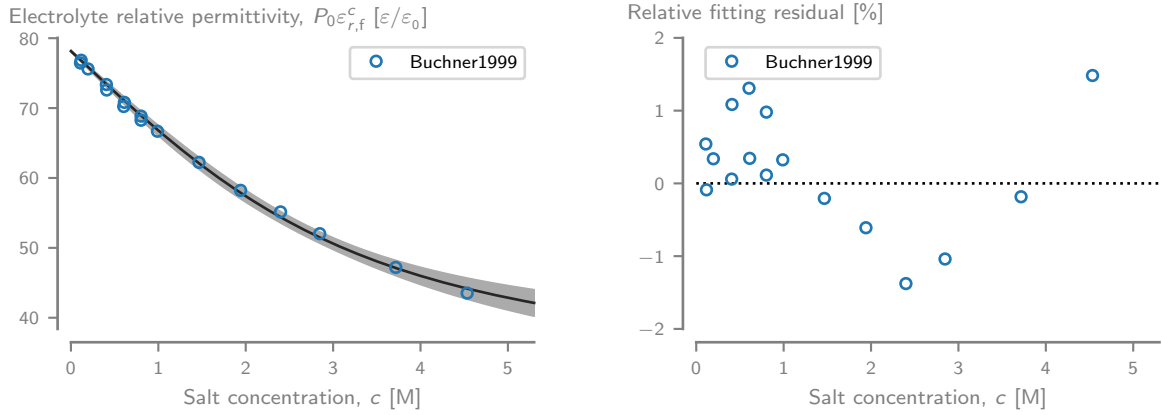 Electrolyte relative permittivity, P₀ε^c_{r,f} [ε/ε₀]
80
70
60
50
40
0 1 2 3 4 5
Salt concentration, c [M]
Buchner1999
Relative fitting residual [%]
2
1
0
−1
−2
0 1 2 3 4 5
Salt concentration, c [M]
Buchner1999